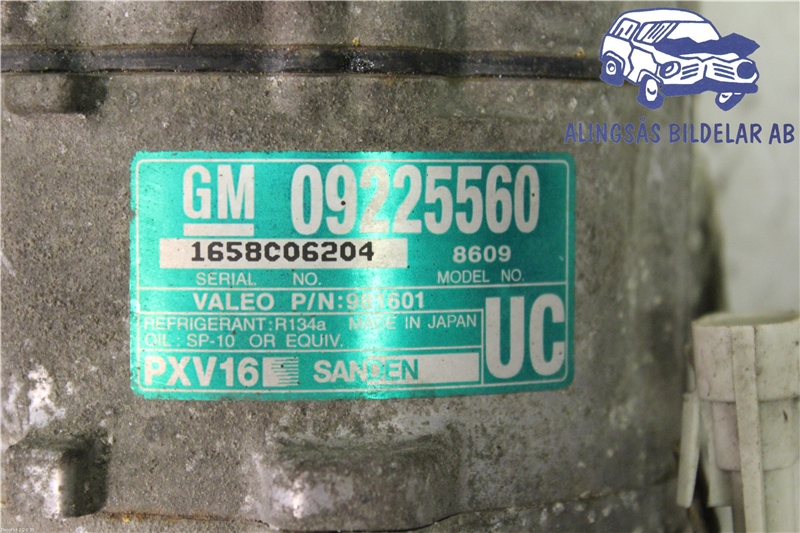 ALINGSÅS BILDELAR AB
GM 09225560
1658C06204 8609
SERIAL NO. MODEL NO.
VALEO P/N:
REFRIGERANT:R134a MADE IN JAPAN
OIL: SP-10 OR EQUIV.
UC
PXV16 SANDEN